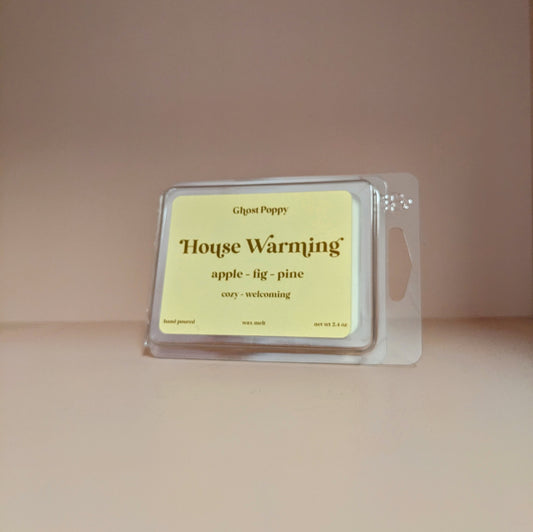 Ghost Poppy
House Warming
apple - fig - pine
cozy - welcoming
hand poured wax melt net wt 2.4 oz